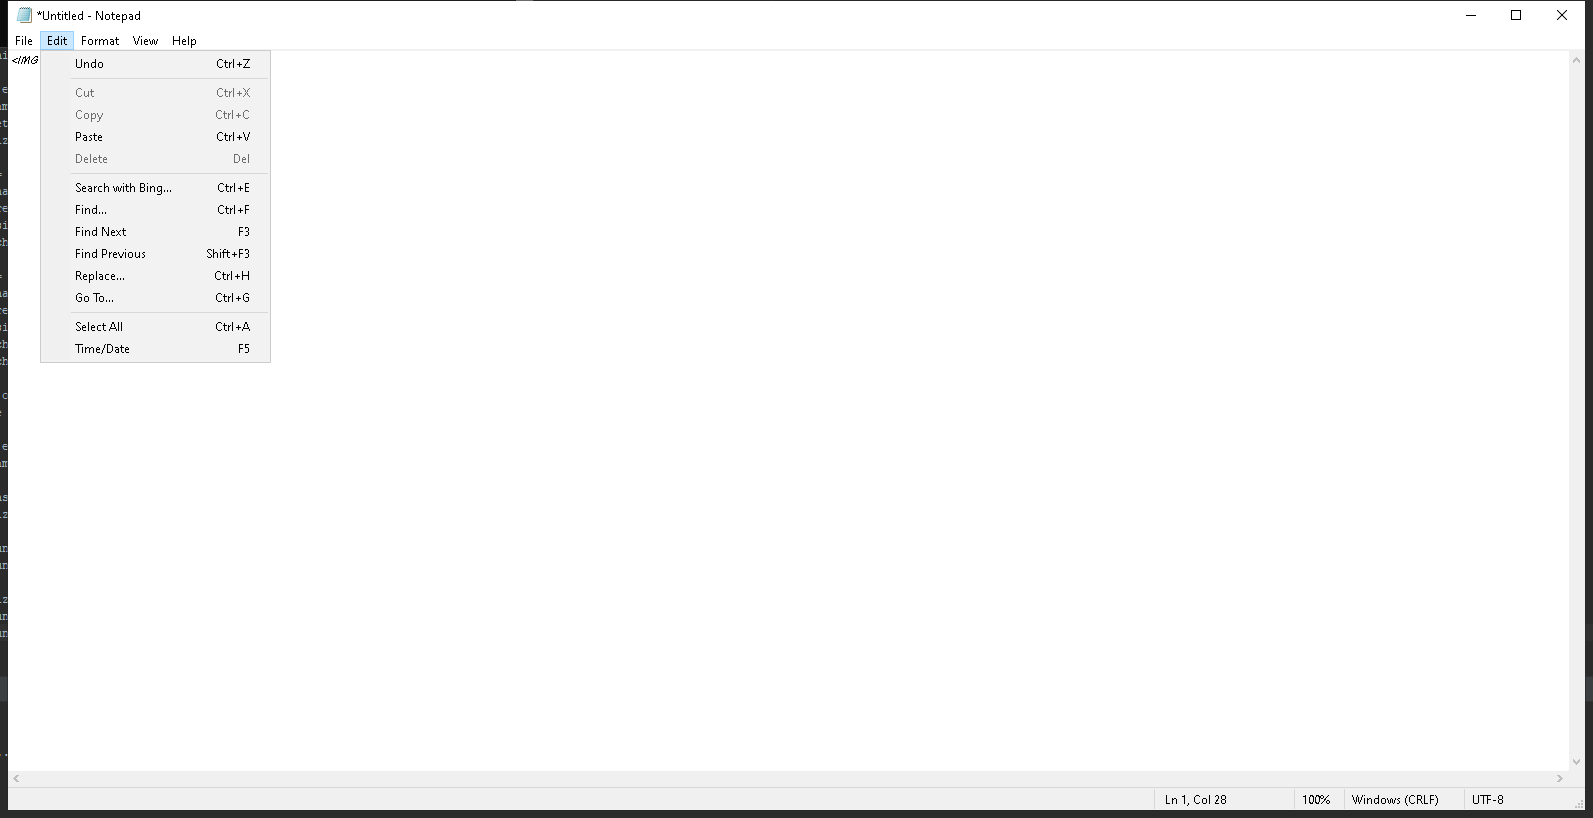 *Untitled - Notepad
File Edit Format View Help
<IMG
Undo Ctrl+Z
Cut Ctrl+X
Copy Ctrl+C
Paste Ctrl+V
Delete Del
Search with Bing... Ctrl+E
Find... Ctrl+F
Find Next F3
Find Previous Shift+F3
Replace... Ctrl+H
Go To... Ctrl+G
Select All Ctrl+A
Time/Date F5
Ln 1, Col 28 100% Windows (CRLF) UTF-8